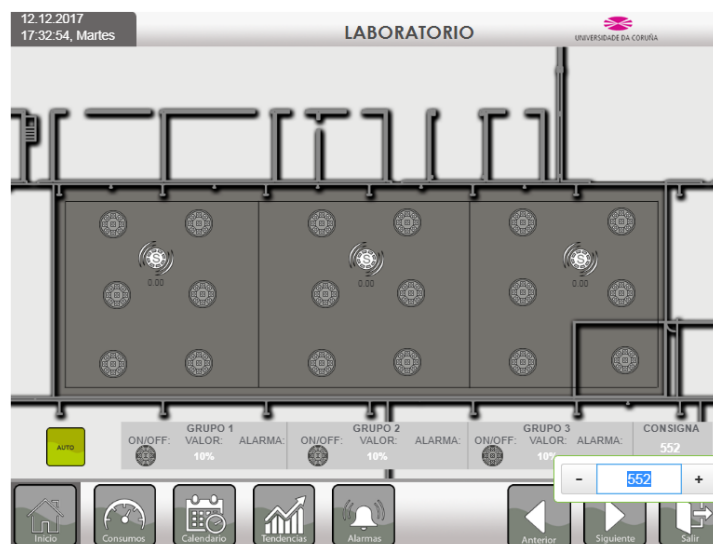 12.12.2017
17:32:54, Martes
LABORATORIO
UNIVERSIDADE DA CORUÑA
S S S
0.00 0.00 0.00
GRUPO 1 GRUPO 2 GRUPO 3 CONSIGNA
AUTO ON/OFF: VALOR: ALARMA: ON/OFF: VALOR: ALARMA: ON/OFF: VALOR: ALARMA: 552
10% 10% 10%
- 552 +
Inicio Consumos Calendario Tendencias Alarmas Anterior Siguiente Salir